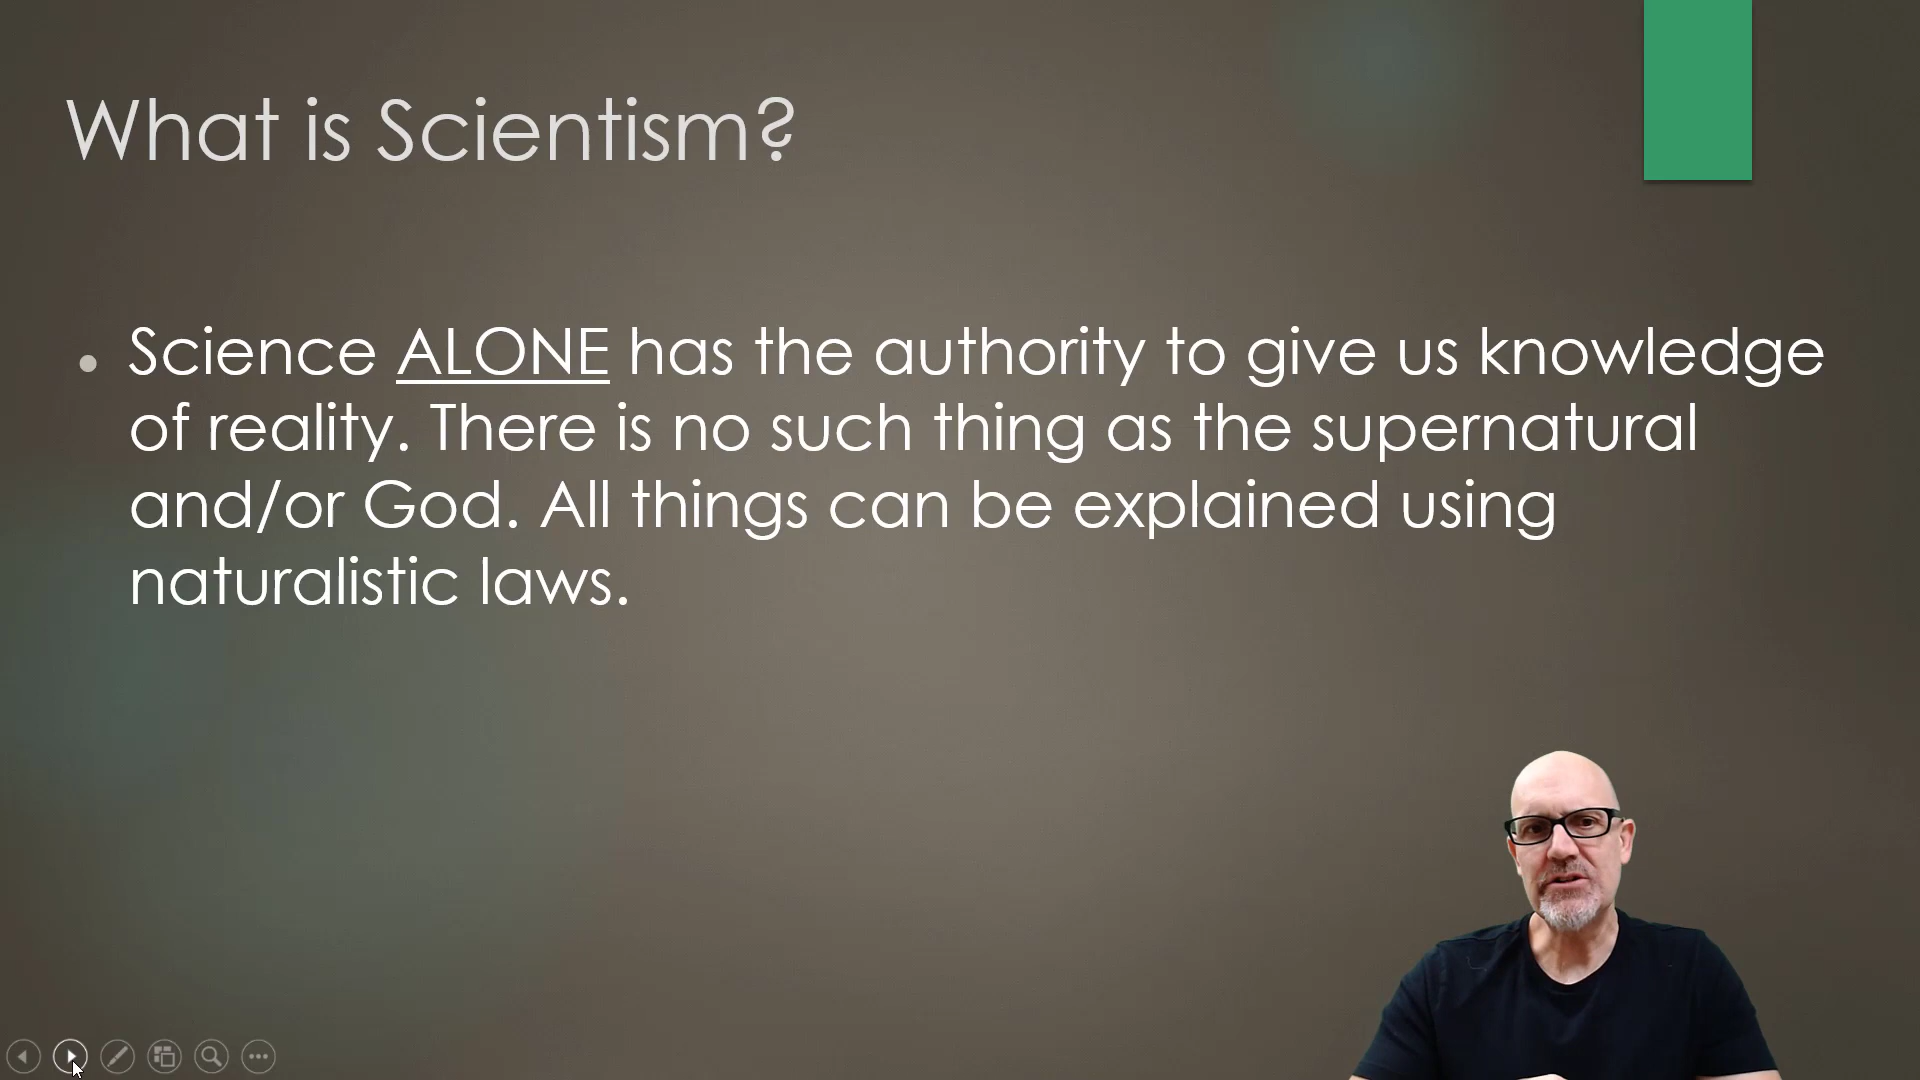 What is Scientism?
Science ALONE has the authority to give us knowledge
of reality. There is no such thing as the supernatural
and/or God. All things can be explained using
naturalistic laws.